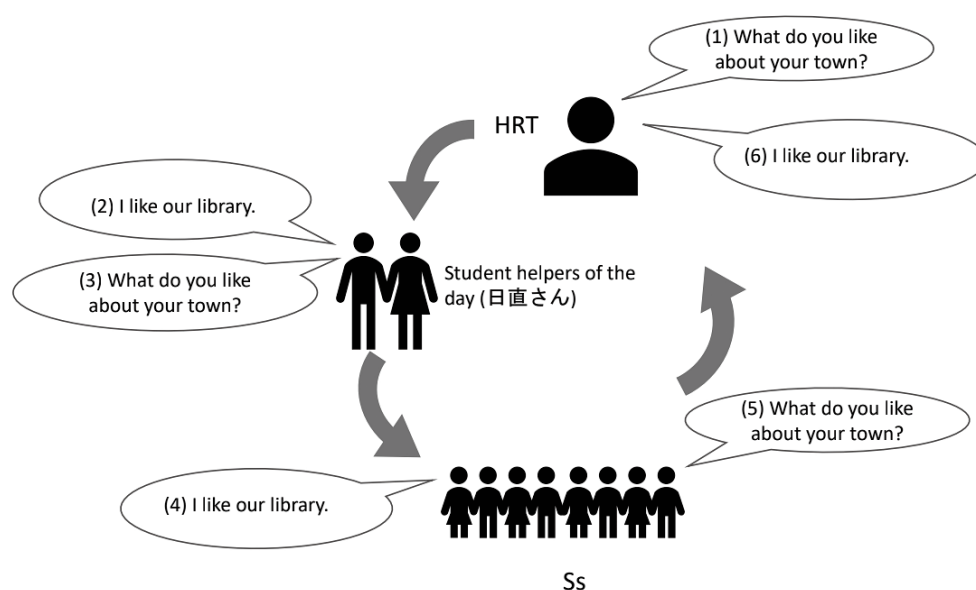 (1) What do you like
about your town?
HRT
(6) I like our library.
(2) I like our library.
(3) What do you like
about your town?
Student helpers of the
day (日直さん)
(5) What do you like
about your town?
(4) I like our library.
Ss